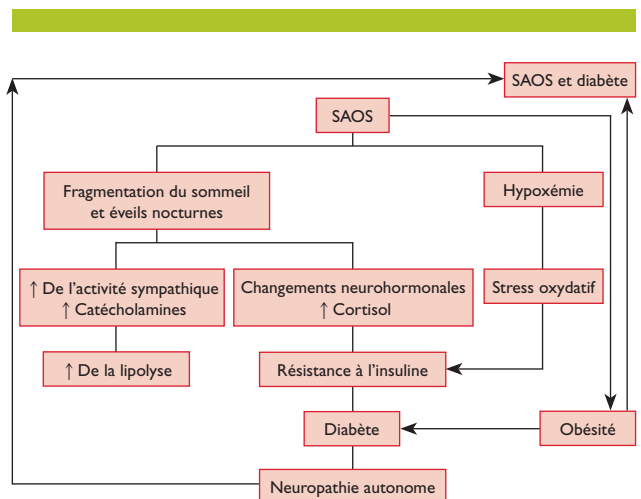 SAOS et diabète
SAOS
Fragmentation du sommeil
et éveils nocturnes
Hypoxémie
↑ De l’activité sympathique
↑ Catécholamines
Changements neurohormonales
↑ Cortisol
Stress oxydatif
↑ De la lipolyse
Résistance à l’insuline
Diabète
Obésité
Neuropathie autonome